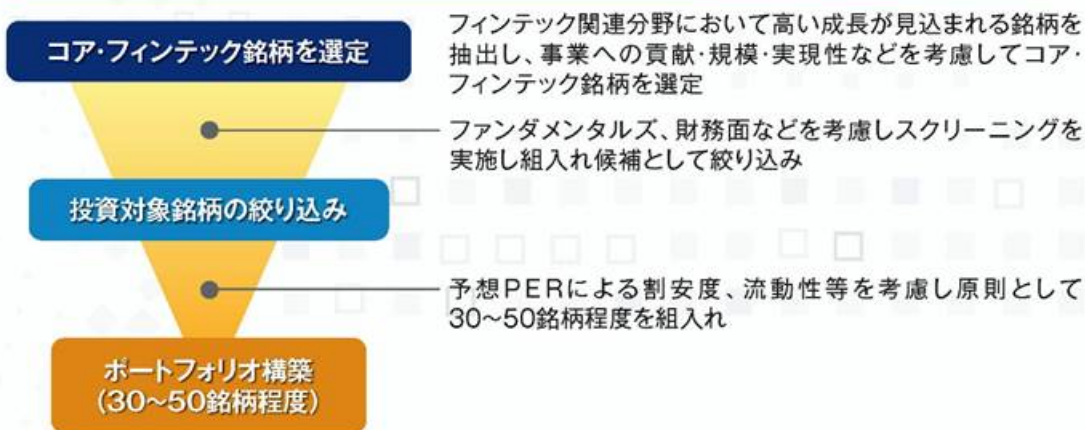 コア・フィンテック銘柄を選定
フィンテック関連分野において高い成長が見込まれる銘柄を
抽出し、事業への貢献・規模・実現性などを考慮してコア・
フィンテック銘柄を選定
ファンダメンタルズ、財務面などを考慮しスクリーニングを
実施し組入れ候補として絞り込み
投資対象銘柄の絞り込み
予想PERによる割安度、流動性等を考慮し原則として
30〜50銘柄程度を組入れ
ポートフォリオ構築
(30〜50銘柄程度)